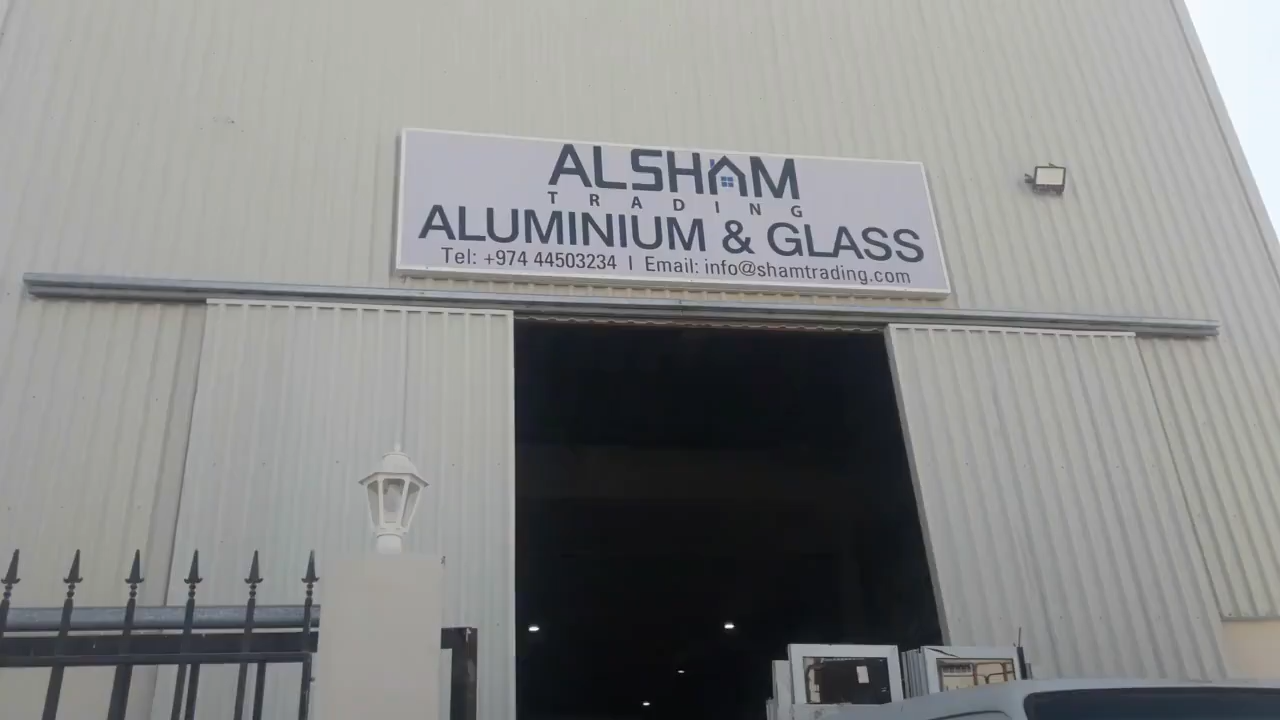 ALSHAM
TRADING
ALUMINIUM & GLASS
Tel: +974 44503234 | Email: info@shamtrading.com